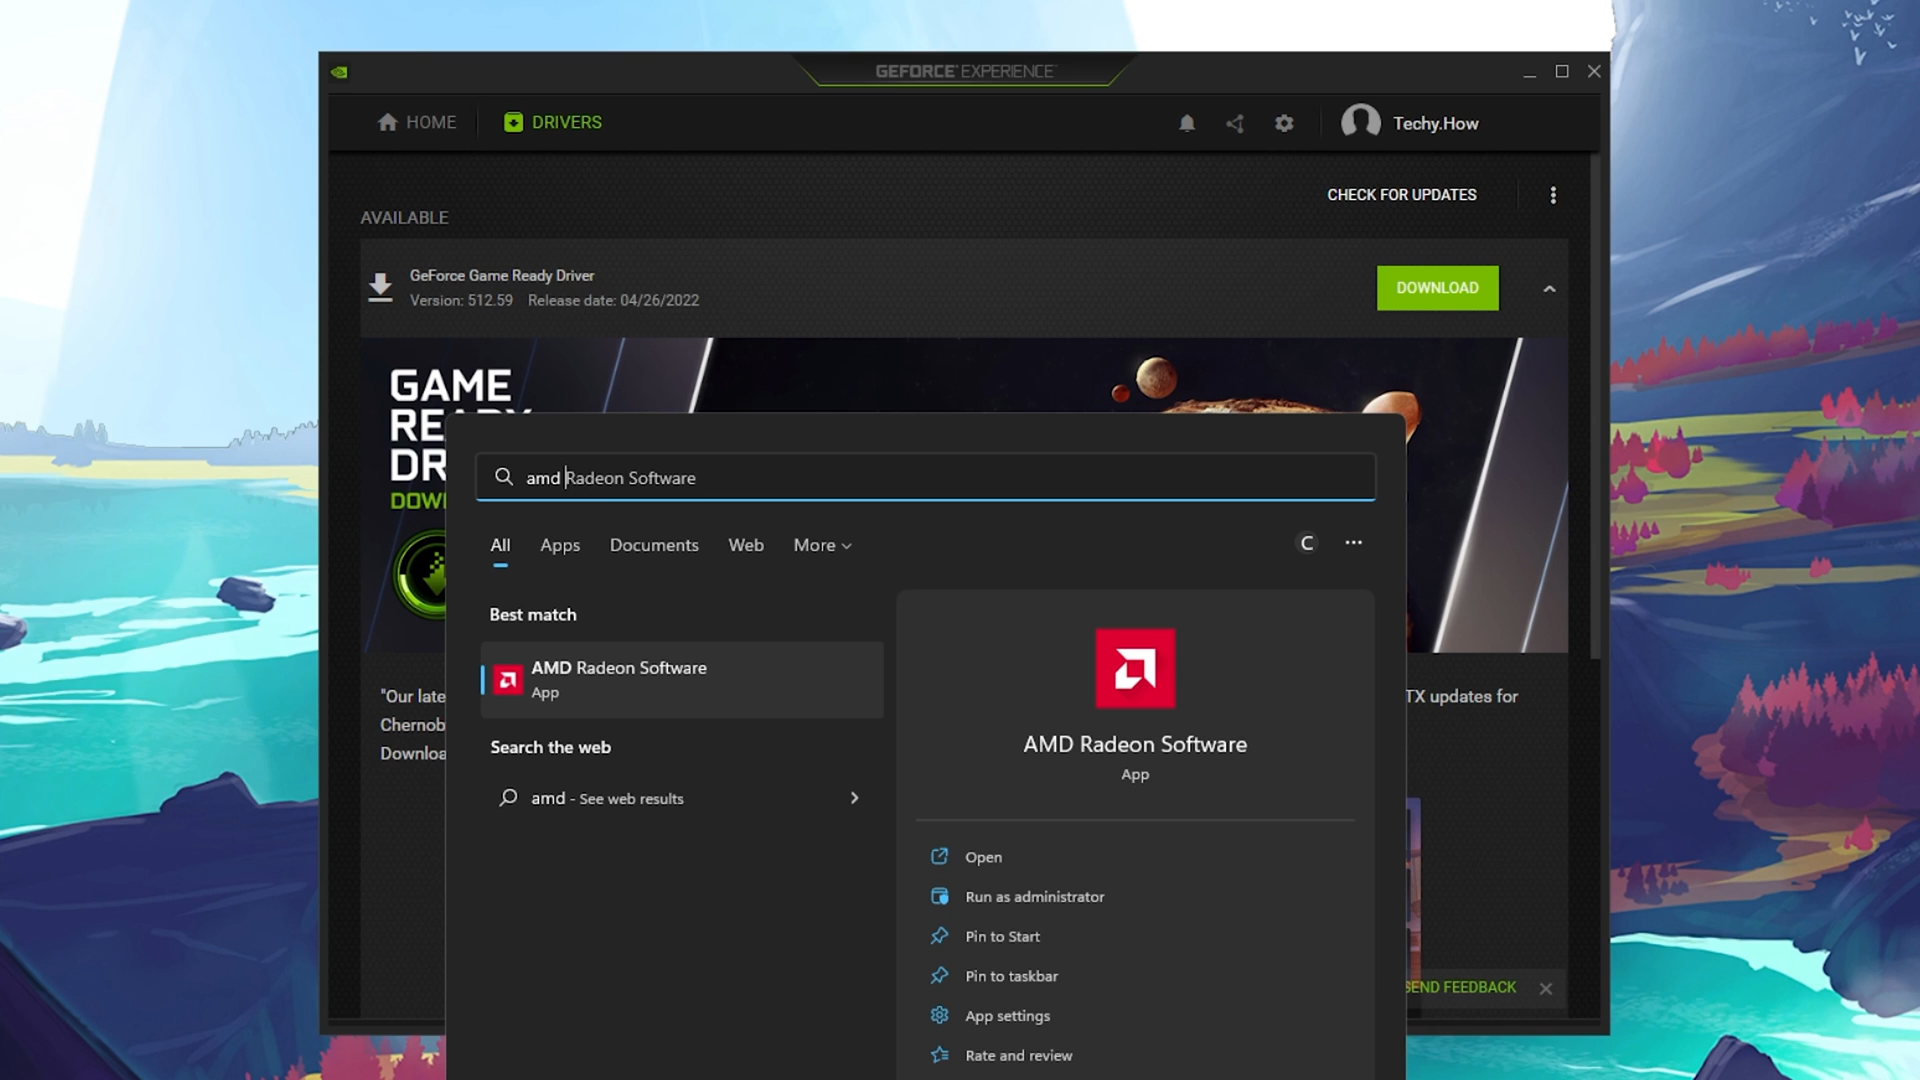 GEFORCE EXPERIENCE
HOME
DRIVERS
Techy.How
CHECK FOR UPDATES
AVAILABLE
GeForce Game Ready Driver
Version: 512.59 Release date: 04/26/2022
DOWNLOAD
GAME
RE
DR
DOW
amd Radeon Software
All Apps Documents Web More
C
Best match
AMD Radeon Software
App
Search the web
amd - See web results
AMD Radeon Software
App
Open
Run as administrator
Pin to Start
Pin to taskbar
App settings
Rate and review
"Our late
TX updates for
Chernob
Downloa
SEND FEEDBACK